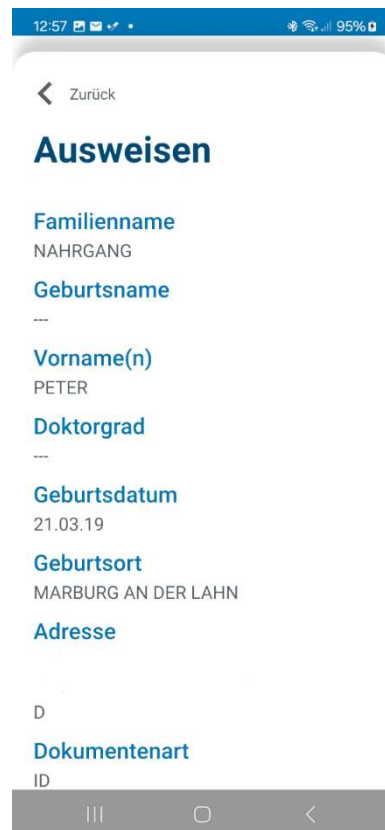 12:57
95%
Zurück
Ausweisen
Familienname
NAHRGANG
Geburtsname
---
Vorname(n)
PETER
Doktorgrad
---
Geburtsdatum
21.03.19
Geburtsort
MARBURG AN DER LAHN
Adresse
D
Dokumentenart
ID